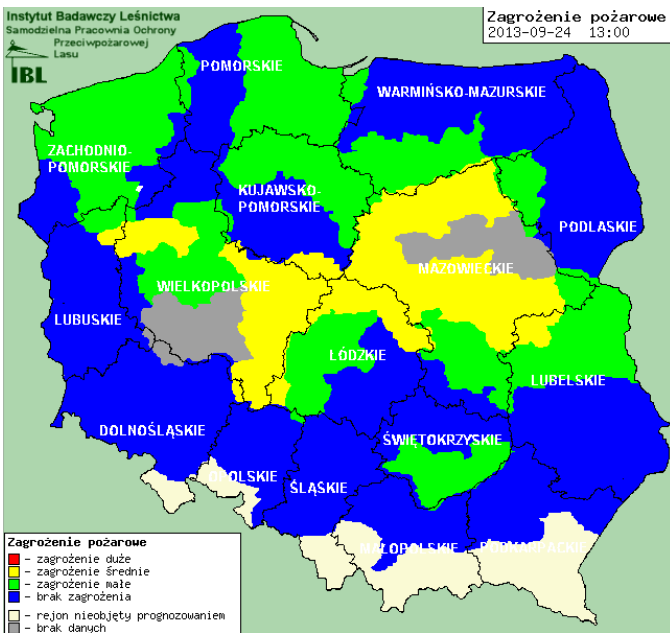 Instytut Badawczy Leśnictwa
Samodzielna Pracownia Ochrony
Przeciwpożarowej
Lasu
IBL
Zagrożenie pożarowe
2013-09-24 13:00
POMORSKIE
WARMIŃSKO-MAZURSKIE
ZACHODNIO-
POMORSKIE
KUJAWSKO-
POMORSKIE
PODLASKIE
MAZOWIECKIE
WIELKOPOLSKIE
LUBUSKIE
ŁÓDZKIE
LUBELSKIE
DOLNOŚLĄSKIE
ŚWIĘTOKRZYSKIE
OPOLSKIE
ŚLĄSKIE
MAŁOPOLSKIE
PODKARPACKIE
Zagrożenie pożarowe
- zagrożenie duże
- zagrożenie średnie
- zagrożenie małe
- brak zagrożenia
- rejon nieobjęty prognozowaniem
- brak danych